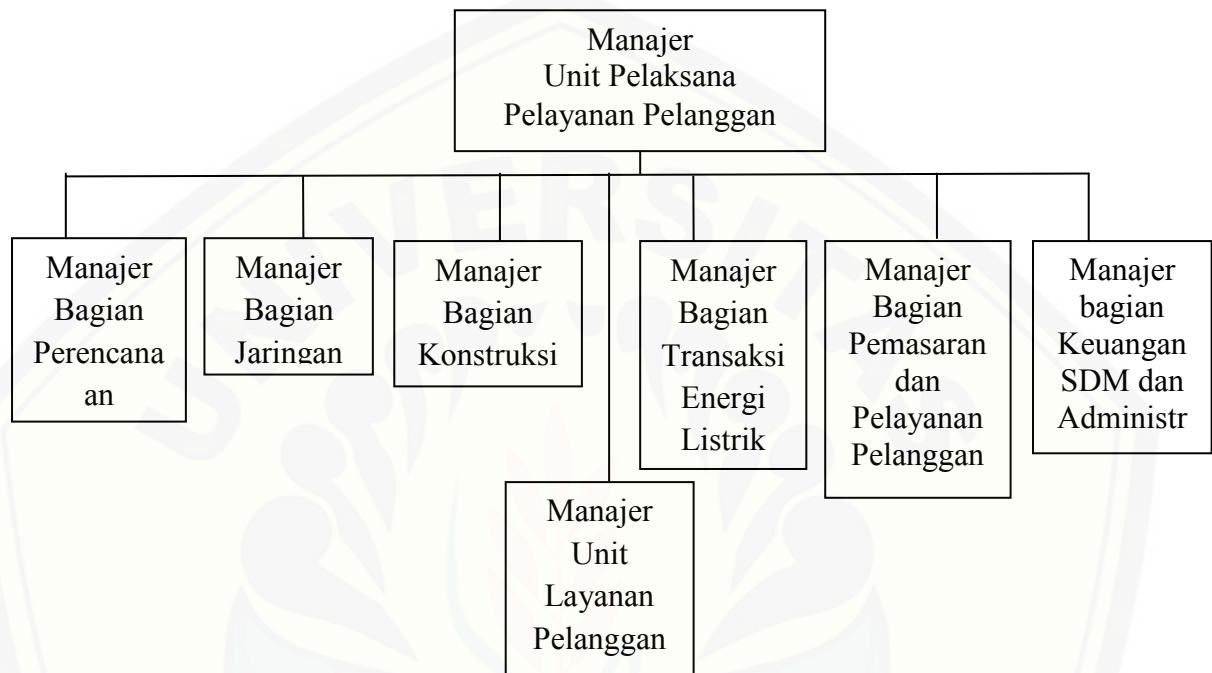 Manajer
Unit Pelaksana
Pelayanan Pelanggan
Manajer
Bagian
Perencana
an
Manajer
Bagian
Jaringan
Manajer
Bagian
Konstruksi
Manajer
Bagian
Transaksi
Energi
Listrik
Manajer
Bagian
Pemasaran
dan
Pelayanan
Pelanggan
Manajer
bagian
Keuangan
SDM dan
Administr
Manajer
Unit
Layanan
Pelanggan
UNIVERSITAS